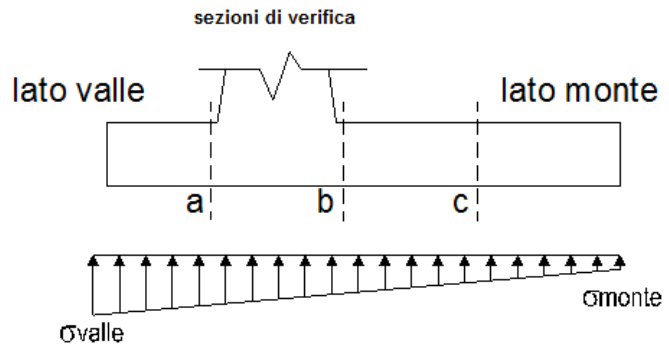 sezioni di verifica
lato valle
lato monte
a
b
c
σmonte
σvalle